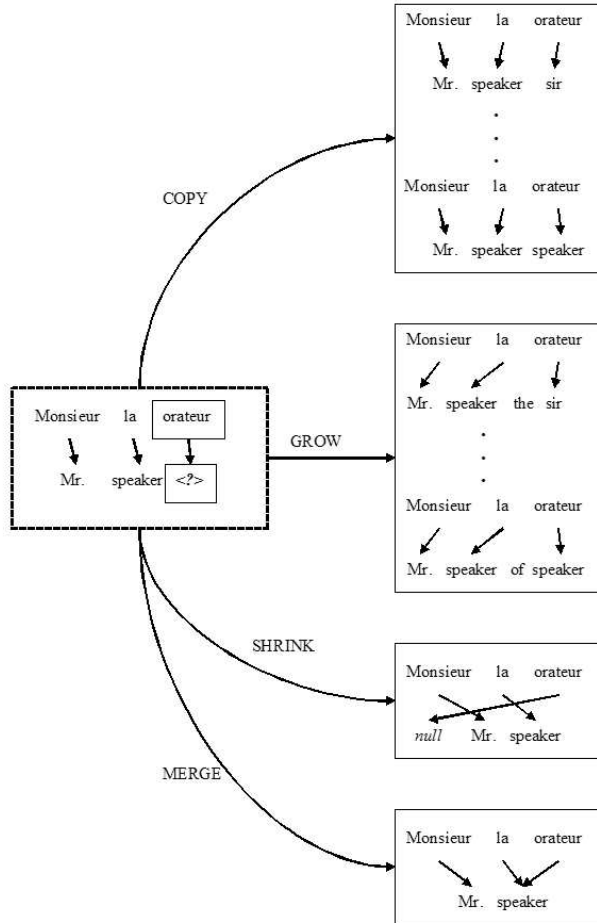 Monsieur la orateur
Mr. speaker sir
Monsieur la orateur
Mr. speaker speaker
COPY
Monsieur la orateur
Mr. speaker the sir
Monsieur la orateur
Mr. speaker of speaker
Monsieur la orateur
Mr. speaker <?>
GROW
SHRINK
Monsieur la orateur
null Mr. speaker
MERGE
Monsieur la orateur
Mr. speaker